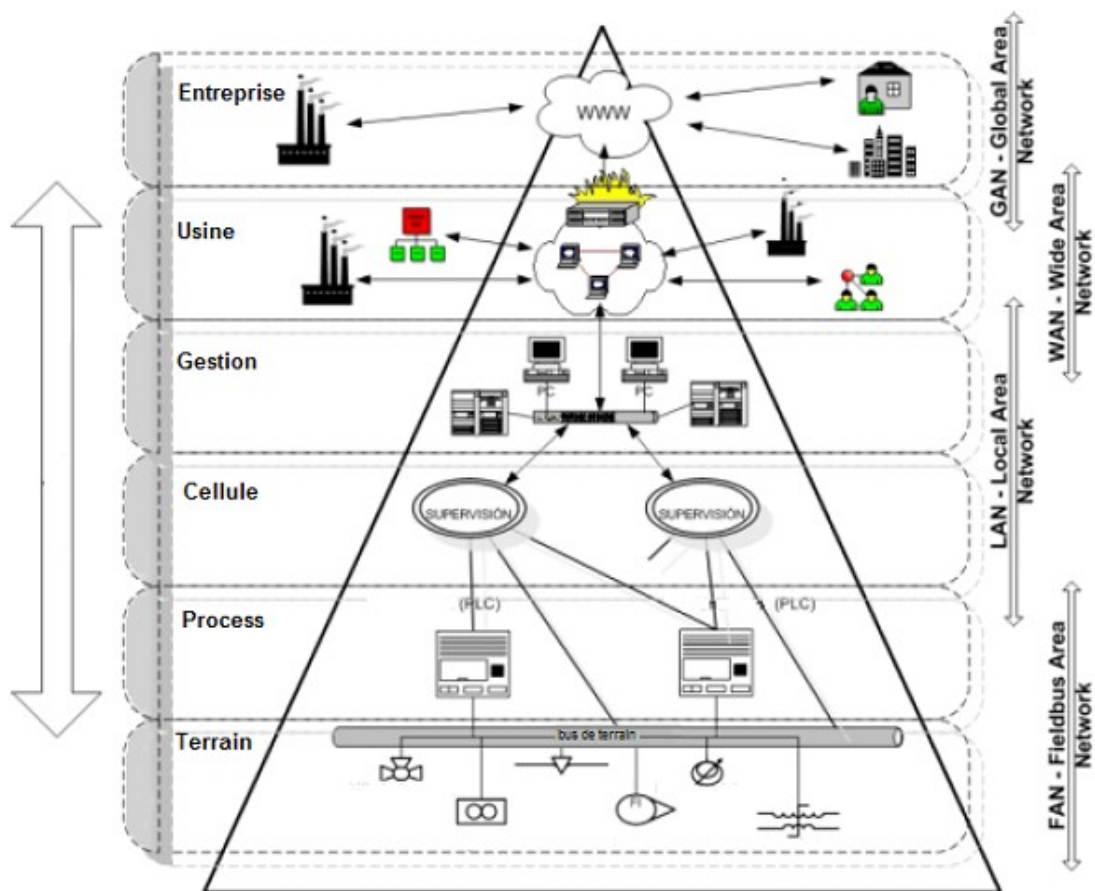 Entreprise
WWW
GAN - Global Area
Network
Usine
WAN - Wide Area
Network
Gestion
PC
PC
LAN - Local Area
Network
Cellule
SUPERVISIÓN
SUPERVISIÓN
Process
(PLC)
(PLC)
FAN - Fieldbus Area
Network
Terrain
bus de terrain